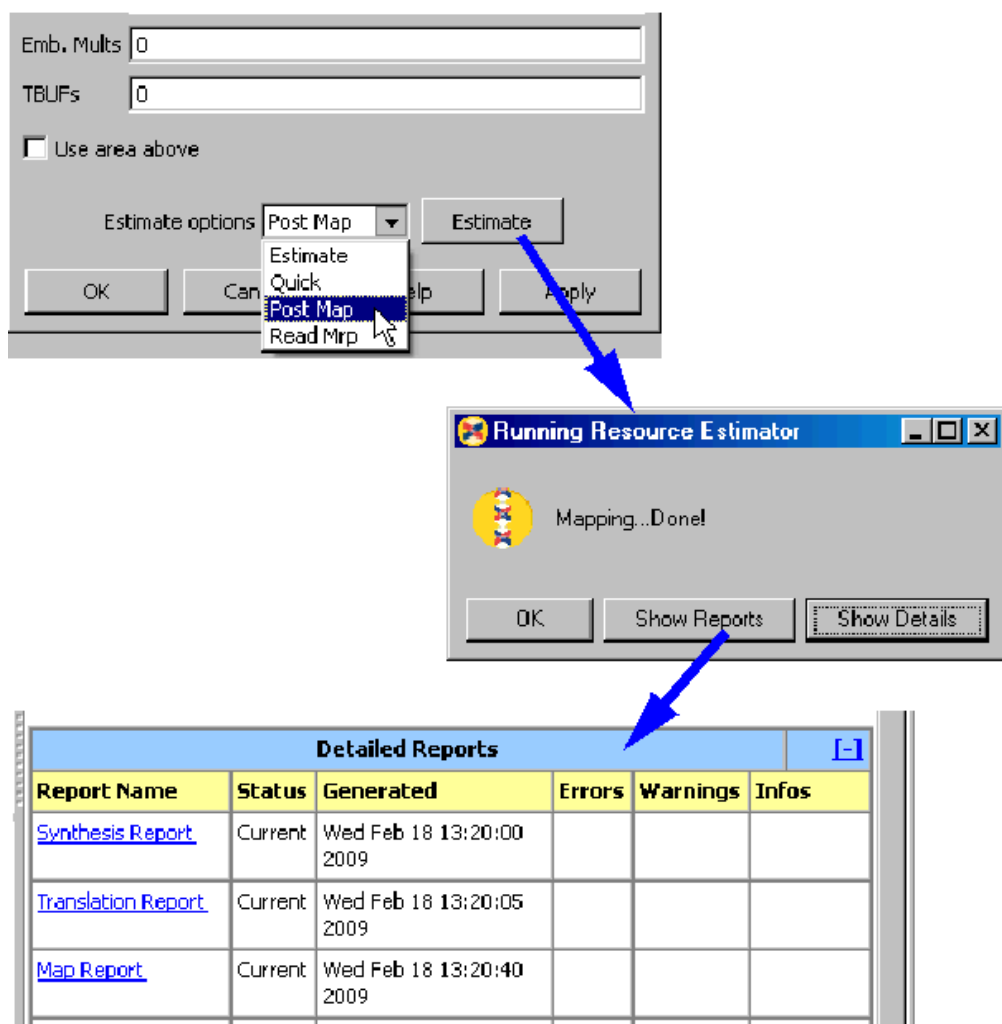 Emb. Mults 0
TBUFs 0
Use area above
Estimate options Post Map Estimate
Estimate
Quick
Post Map
Read Mrp
OK Can elp Apply
Running Resource Estimator
Mapping...Done!
OK Show Reports Show Details
Detailed Reports [-]
Report Name Status Generated Errors Warnings Infos
Synthesis Report Current Wed Feb 18 13:20:00
2009
Translation Report Current Wed Feb 18 13:20:05
2009
Map Report Current Wed Feb 18 13:20:40
2009